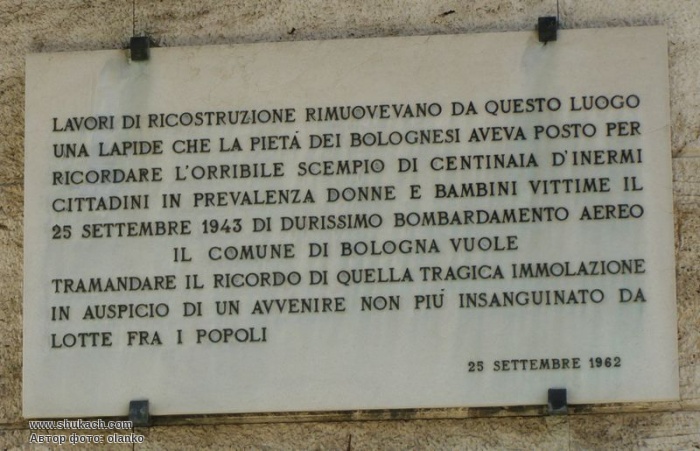 LAVORI DI RICOSTRUZIONE RIMUOVEVANO DA QUESTO LUOGO
UNA LAPIDE CHE LA PIETÀ DEI BOLOGNESI AVEVA POSTO PER
RICORDARE L'ORRIBILE SCEMPIO DI CENTINAIA D'INERMI
CITTADINI IN PREVALENZA DONNE E BAMBINI VITTIME IL
25 SETTEMBRE 1943 DI DURISSIMO BOMBARDAMENTO AEREO
IL COMUNE DI BOLOGNA VUOLE
TRAMANDARE IL RICORDO DI QUELLA TRAGICA IMMOLAZIONE
IN AUSPICIO DI UN AVVENIRE NON PIÙ INSANGUINATO DA
LOTTE FRA I POPOLI
25 SETTEMBRE 1962
www.shukach.com
Автор фото: olanko